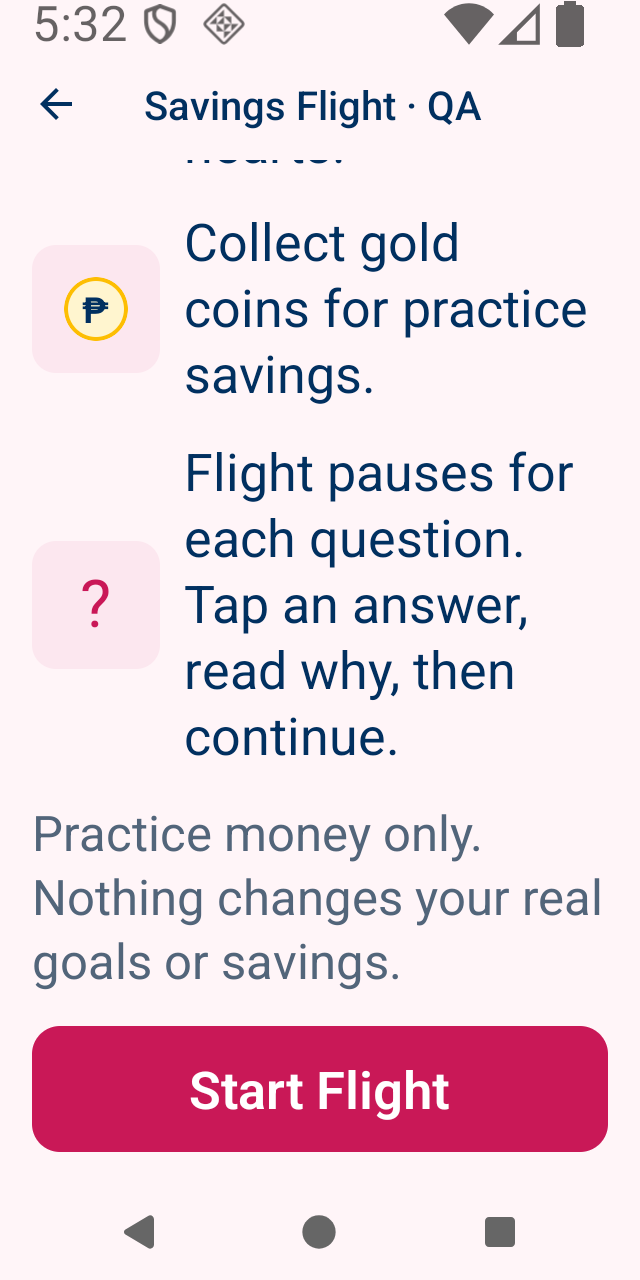 5:32
Savings Flight · QA
hearts.
Collect gold
coins for practice
savings.
₱
Flight pauses for
each question.
Tap an answer,
read why, then
continue.
?
Practice money only.
Nothing changes your real
goals or savings.
Start Flight